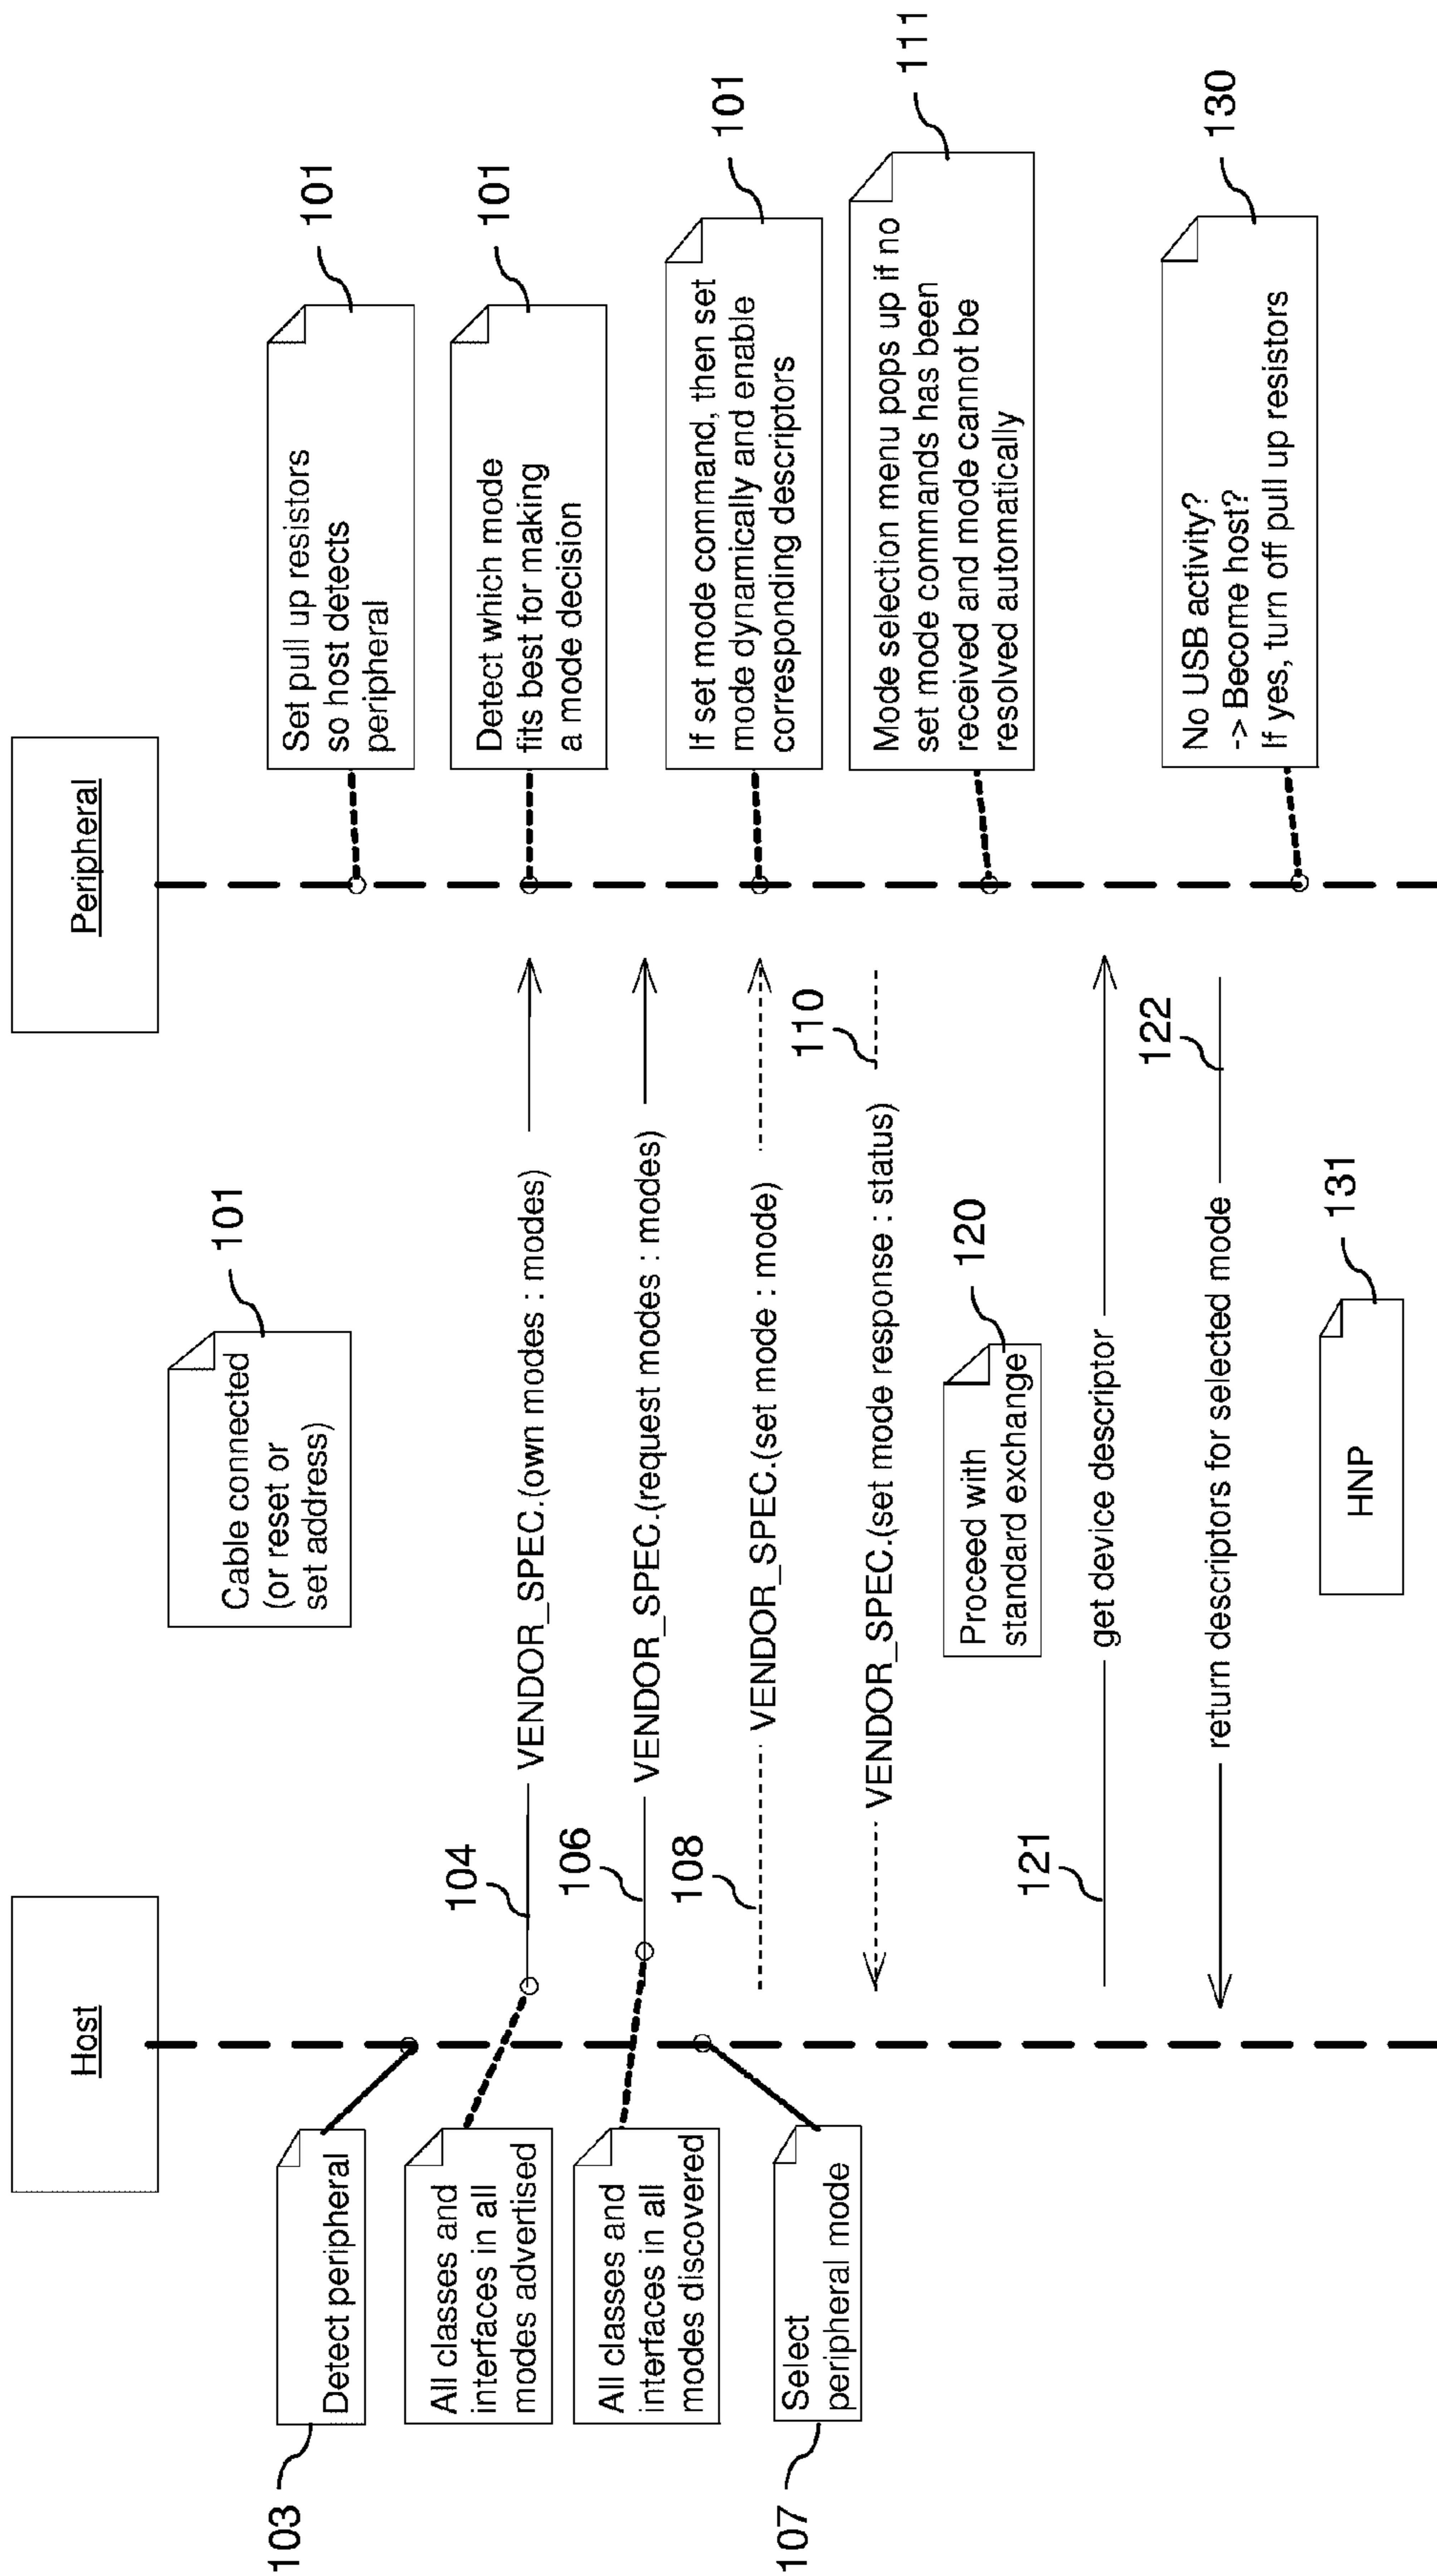 Host
Peripheral
Cable connected
(or reset or
set address)
101
Set pull up resistors
so host detects
peripheral
101
103
Detect peripheral
All classes and
interfaces in all
modes advertised
104
VENDOR_SPEC.(own modes : modes)
Detect which mode
fits best for making
a mode decision
101
All classes and
interfaces in all
modes discovered
106
VENDOR_SPEC.(request modes : modes)
107
Select
peripheral mode
108
VENDOR_SPEC.(set mode : mode)
If set mode command, then set
mode dynamically and enable
corresponding descriptors
101
VENDOR_SPEC.(set mode response : status)
110
Mode selection menu pops up if no
set mode commands has been
received and mode cannot be
resolved automatically
111
Proceed with
standard exchange
120
121
get device descriptor
return descriptors for selected mode
122
No USB activity?
-> Become host?
If yes, turn off pull up resistors
130
HNP
131